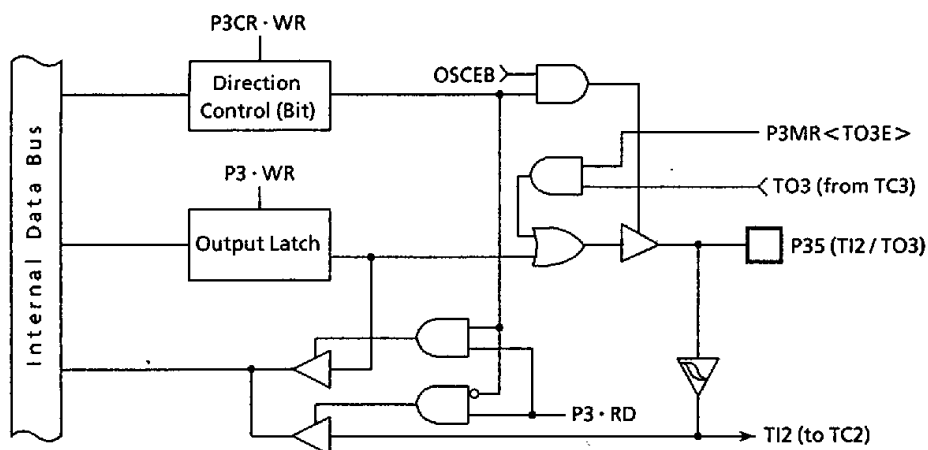 P3CR · WR
Direction
Control (Bit)
OSCEB
P3MR <TO3E>
TO3 (from TC3)
P3 · WR
Output Latch
P35 (TI2 / TO3)
Internal Data Bus
P3 · RD
TI2 (to TC2)